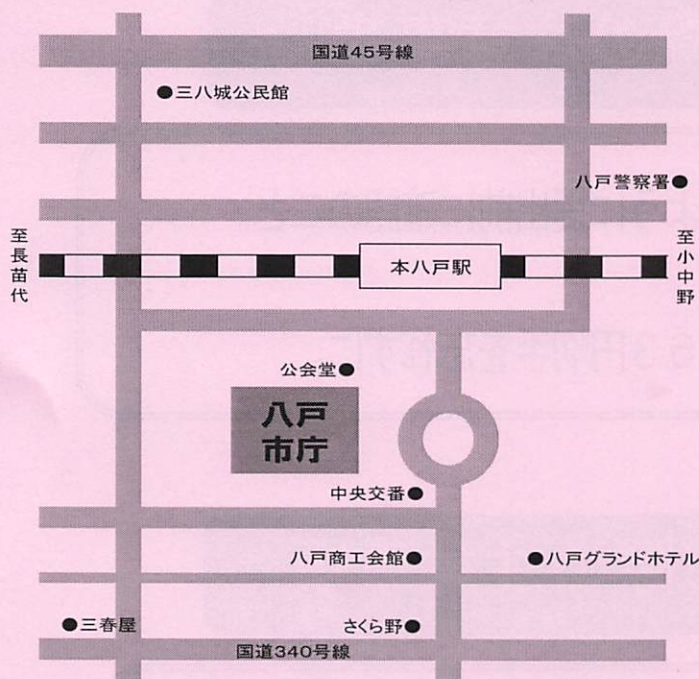 国道45号線
●三八城公民館
八戸警察署●
至長苗代
本八戸駅
至小中野
公会堂●
八戸
市庁
中央交番●
八戸商工会館●
●八戸グランドホテル
●三春屋
さくら野●
国道340号線